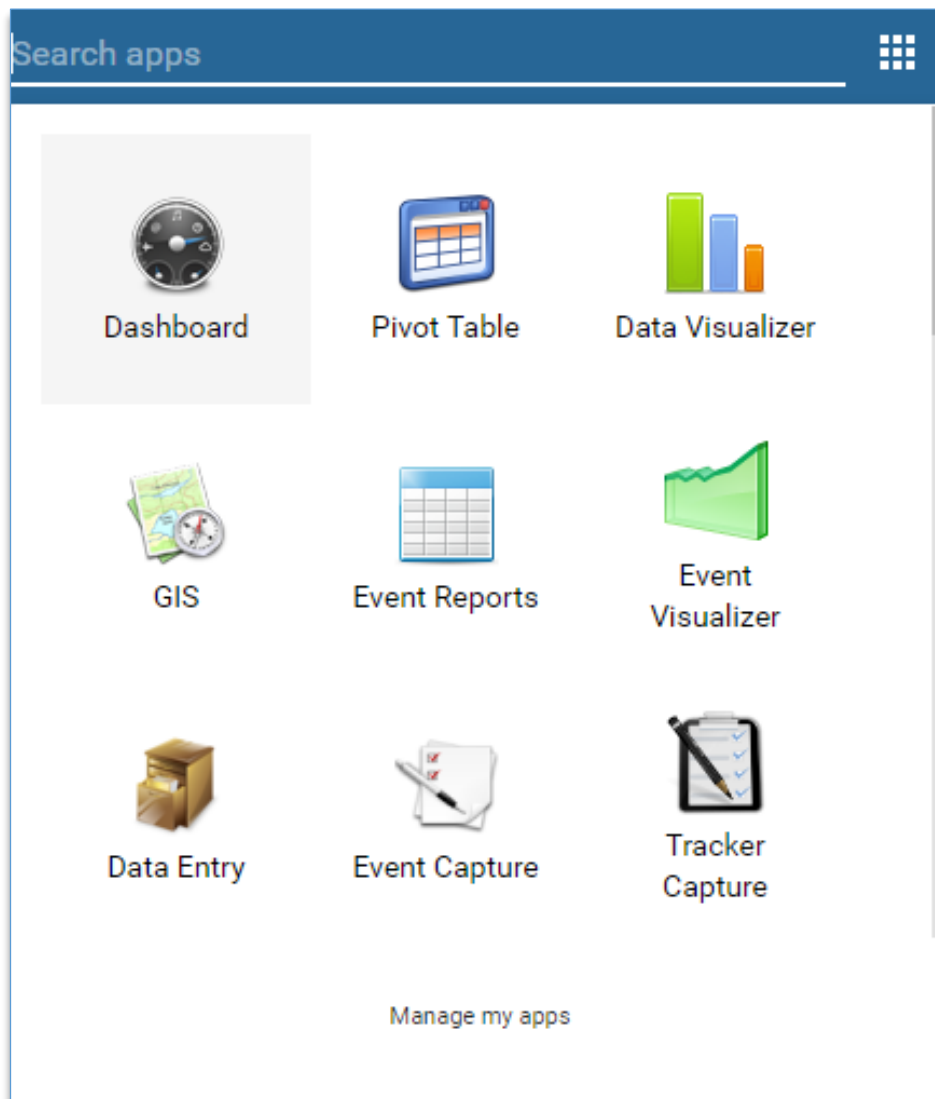 Search apps
Dashboard
Pivot Table
Data Visualizer
GIS
Event Reports
Event
Visualizer
Data Entry
Event Capture
Tracker
Capture
Manage my apps